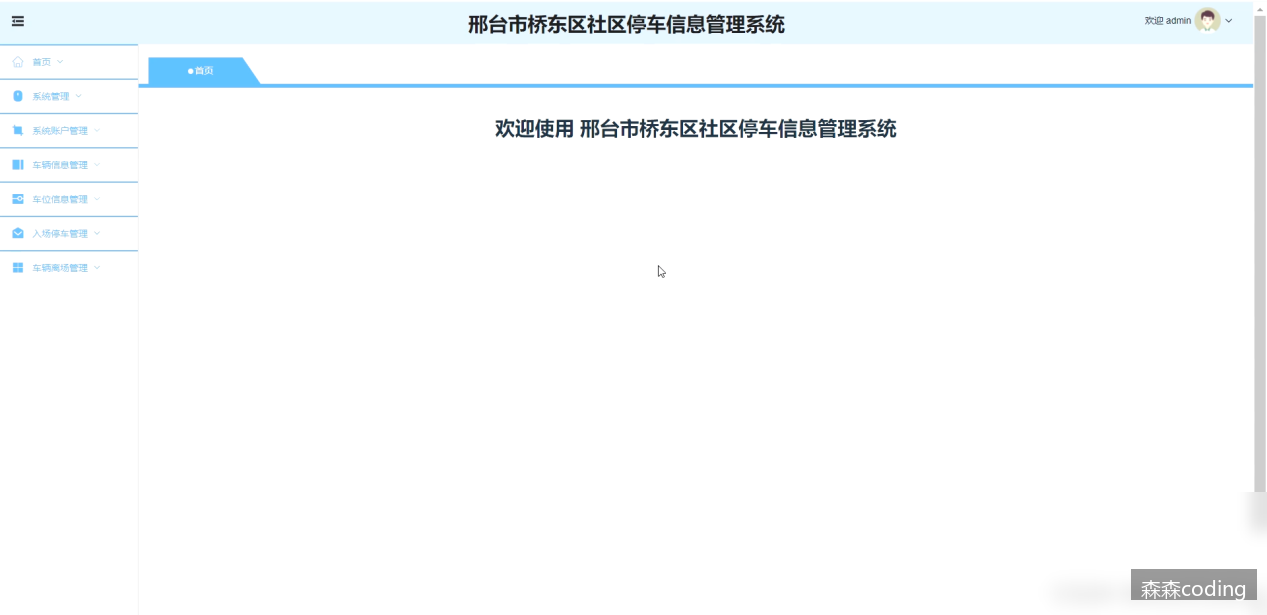 邢台市桥东区社区停车信息管理系统
欢迎 admin
首页
首页
系统管理
系统账户管理
车辆信息管理
车位信息管理
入场停车管理
车辆离场管理
欢迎使用 邢台市桥东区社区停车信息管理系统
森森coding